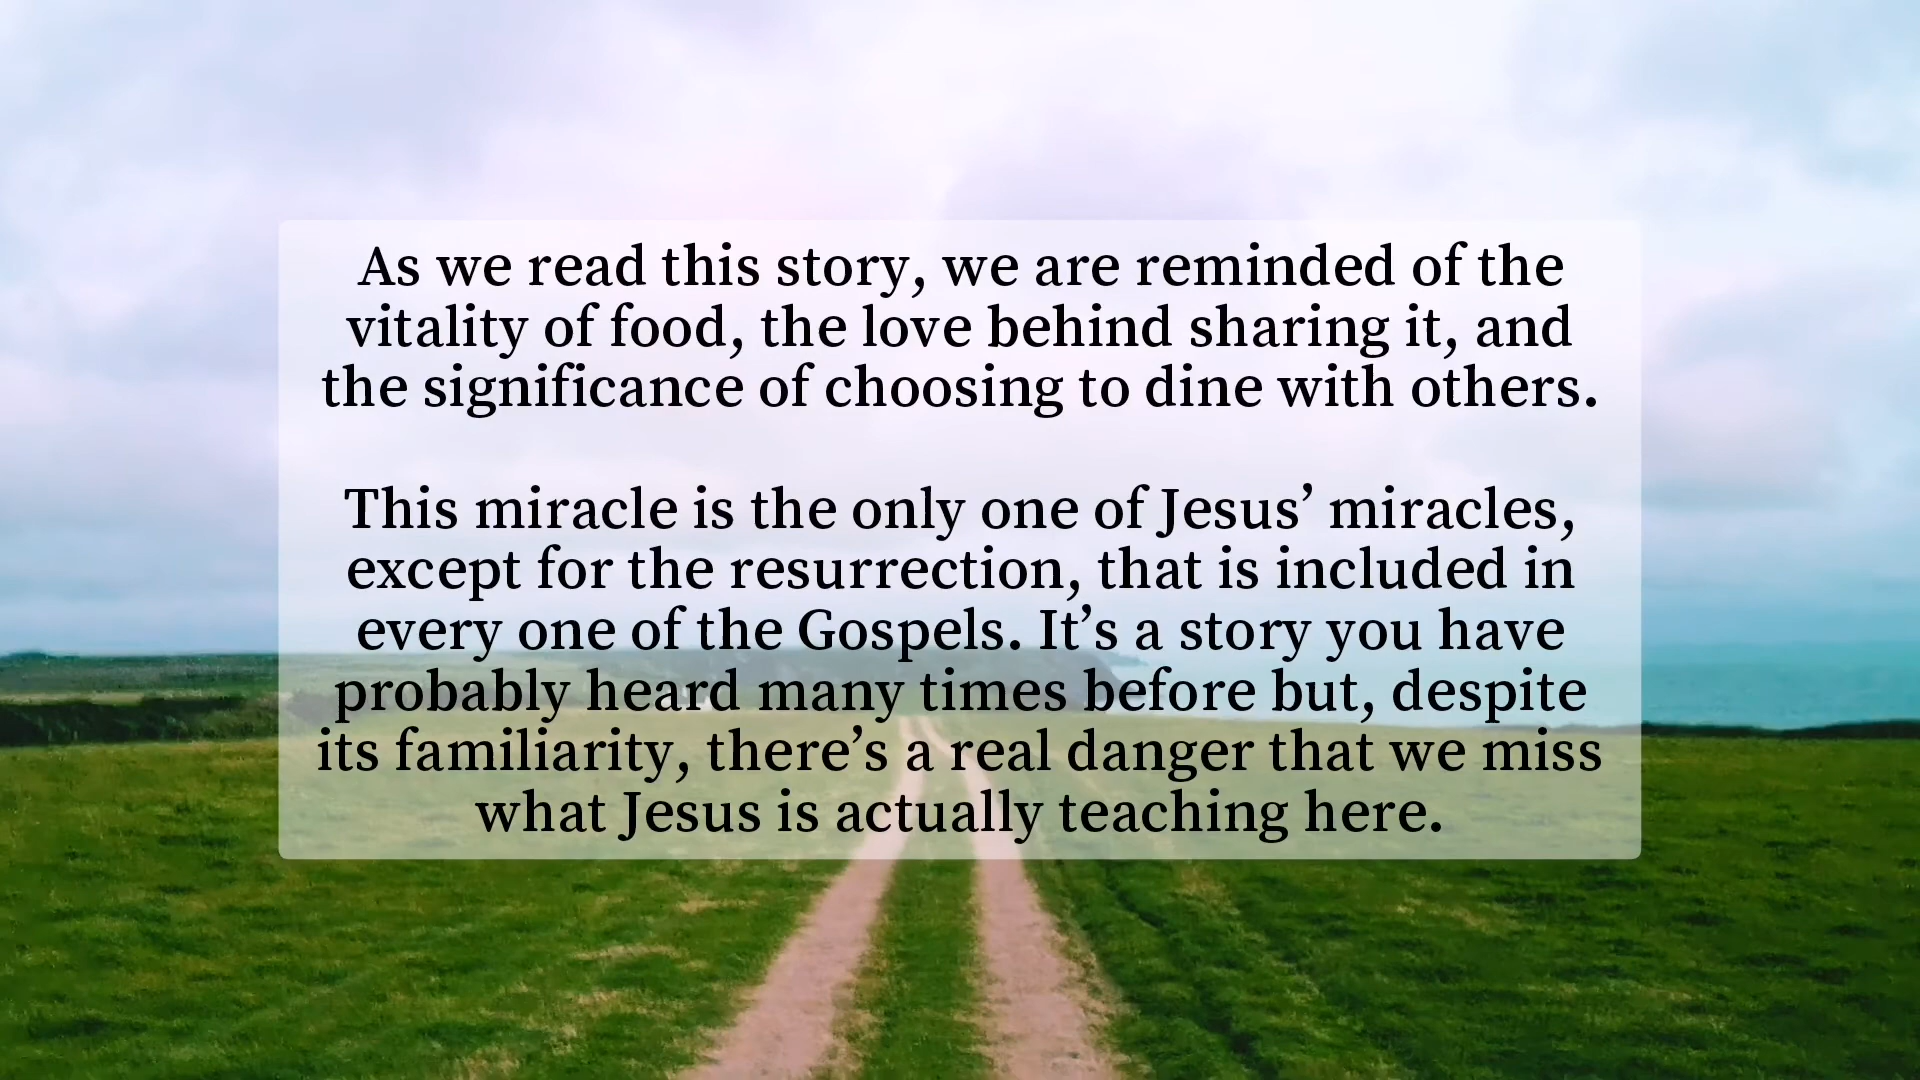 As we read this story, we are reminded of the
vitality of food, the love behind sharing it, and
the significance of choosing to dine with others.
This miracle is the only one of Jesus’ miracles,
except for the resurrection, that is included in
every one of the Gospels. It’s a story you have
probably heard many times before but, despite
its familiarity, there’s a real danger that we miss
what Jesus is actually teaching here.